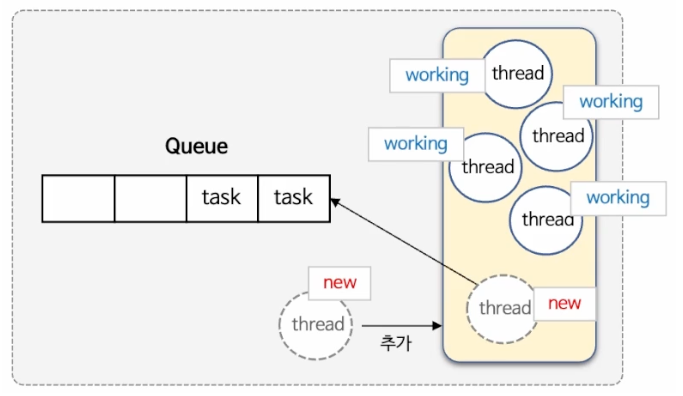 working
thread
working
thread
working
thread
Queue
working
thread
task
task
new
thread
추가
thread
new